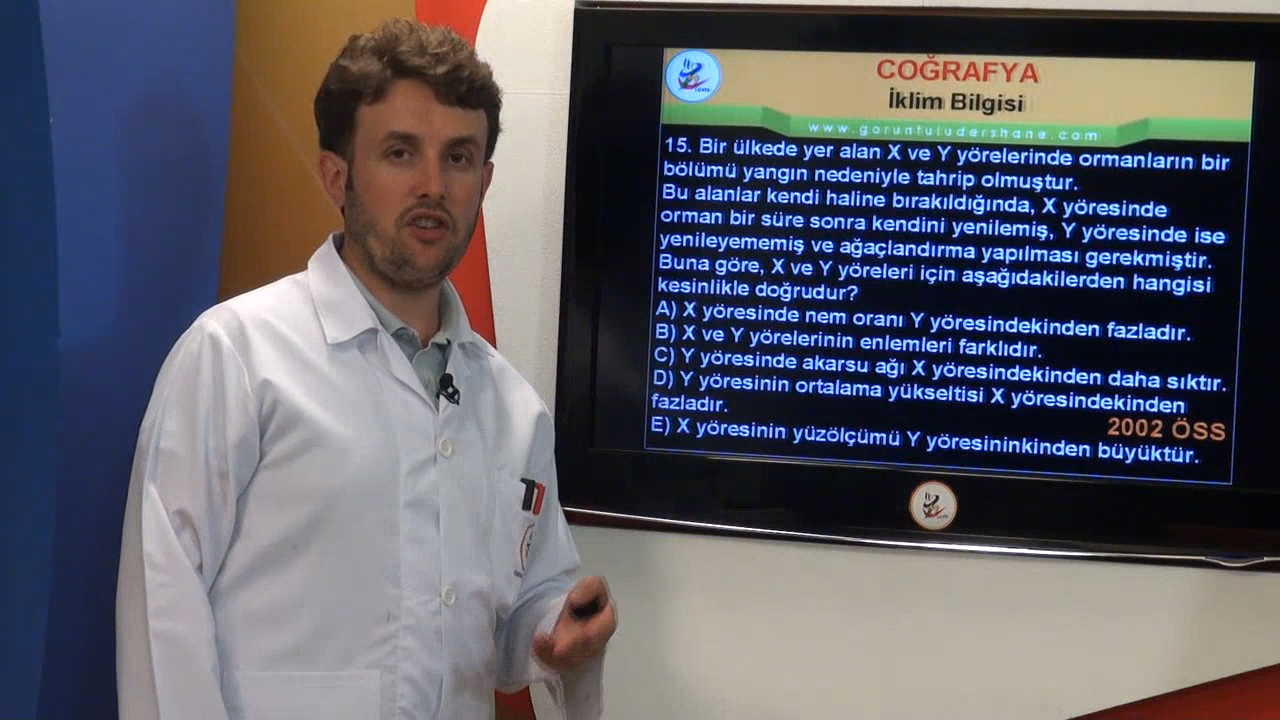 COĞRAFYA
İklim Bilgisi
www.goruntuludershane.com
15. Bir ülkede yer alan X ve Y yörelerinde ormanların bir
bölümü yangın nedeniyle tahrip olmuştur.
Bu alanlar kendi haline bırakıldığında, X yöresinde
orman bir süre sonra kendini yenilemiş, Y yöresinde ise
yenileyememiş ve ağaçlandırma yapılması gerekmiştir.
Buna göre, X ve Y yöreleri için aşağıdakilerden hangisi
kesinlikle doğrudur?
A) X yöresinde nem oranı Y yöresindekinden fazladır.
B) X ve Y yörelerinin enlemleri farklıdır.
C) Y yöresinde akarsu ağı X yöresindekinden daha sıktır.
D) Y yöresinin ortalama yükseltisi X yöresindekinden
fazladır.
2002 ÖSS
E) X yöresinin yüzölçümü Y yöresininkinden büyüktür.